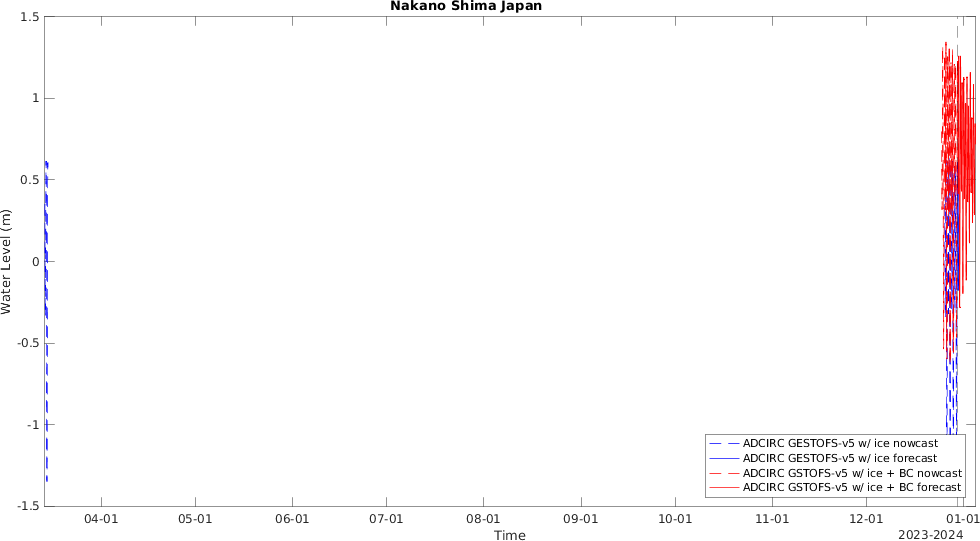 Nakano Shima Japan
Water Level (m)
1.5
1
0.5
0
-0.5
-1
-1.5
04-01
05-01
06-01
07-01
08-01
09-01
10-01
11-01
12-01
01-01
Time
2023-2024
ADCIRC GESTOFS-v5 w/ ice nowcast
ADCIRC GESTOFS-v5 w/ ice forecast
ADCIRC GSTOFS-v5 w/ ice + BC nowcast
ADCIRC GSTOFS-v5 w/ ice + BC forecast